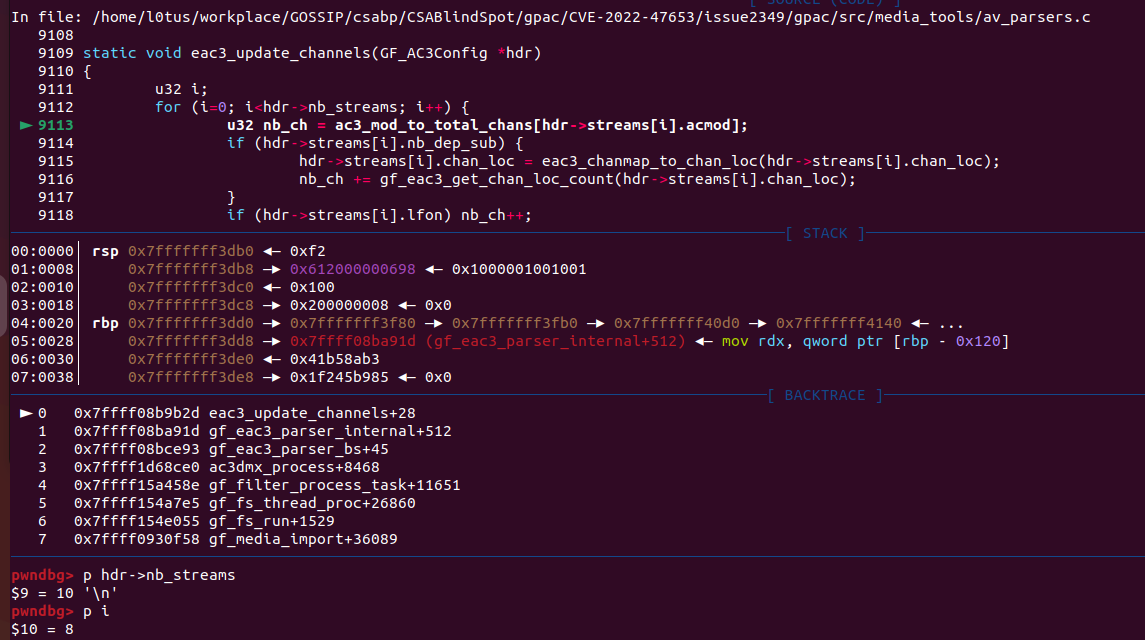 [ SOURCE (CODE) ]
In file: /home/l0tus/workplace/GOSSIP/csabp/CSABlindSpot/gpac/CVE-2022-47653/issue2349/gpac/src/media_tools/av_parsers.c
9108
9109 static void eac3_update_channels(GF_AC3Config *hdr)
9110 {
9111         u32 i;
9112         for (i=0; i<hdr->nb_streams; i++) {
► 9113                 u32 nb_ch = ac3_mod_to_total_chans[hdr->streams[i].acmod];
9114                 if (hdr->streams[i].nb_dep_sub) {
9115                         hdr->streams[i].chan_loc = eac3_chanmap_to_chan_loc(hdr->streams[i].chan_loc);
9116                         nb_ch += gf_eac3_get_chan_loc_count(hdr->streams[i].chan_loc);
9117                 }
9118                 if (hdr->streams[i].lfon) nb_ch++;
[ STACK ]
00:0000│ rsp 0x7fffffff3db0 ◂— 0xf2
01:0008│     0x7fffffff3db8 —▸ 0x612000000698 ◂— 0x1000001001001
02:0010│     0x7fffffff3dc0 ◂— 0x100
03:0018│     0x7fffffff3dc8 —▸ 0x200000008 ◂— 0x0
04:0020│ rbp 0x7fffffff3dd0 —▸ 0x7fffffff3f80 —▸ 0x7fffffff3fb0 —▸ 0x7fffffff40d0 —▸ 0x7fffffff4140 ◂— ...
05:0028│     0x7fffffff3dd8 —▸ 0x7ffff08ba91d (gf_eac3_parser_internal+512) ◂— mov rdx, qword ptr [rbp - 0x120]
06:0030│     0x7fffffff3de0 ◂— 0x41b58ab3
07:0038│     0x7fffffff3de8 —▸ 0x1f245b985 ◂— 0x0
[ BACKTRACE ]
► 0   0x7ffff08b9b2d eac3_update_channels+28
1   0x7ffff08ba91d gf_eac3_parser_internal+512
2   0x7ffff08bce93 gf_eac3_parser_bs+45
3   0x7ffff1d68ce0 ac3dmx_process+8468
4   0x7ffff15a458e gf_filter_process_task+11651
5   0x7ffff154a7e5 gf_fs_thread_proc+26860
6   0x7ffff154e055 gf_fs_run+1529
7   0x7ffff0930f58 gf_media_import+36089
pwndbg> p hdr->nb_streams
$9 = 10 '\n'
pwndbg> p i
$10 = 8